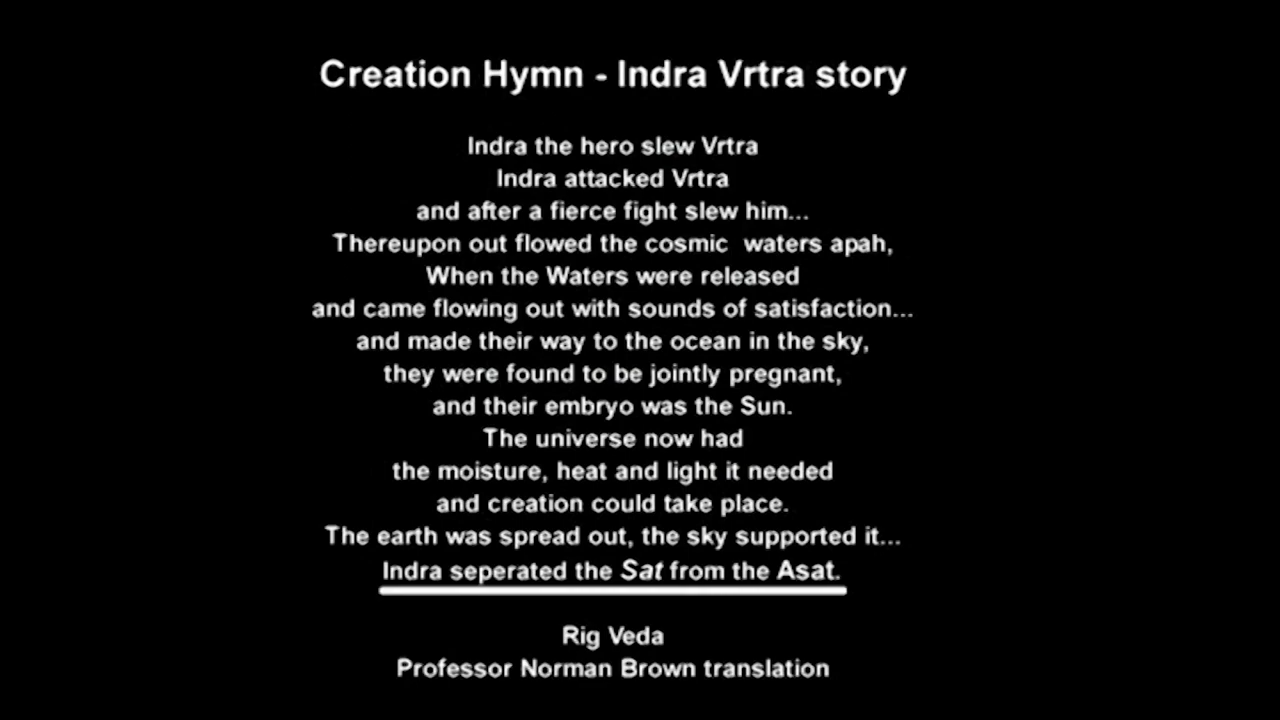 Creation Hymn - Indra Vrtra story
Indra the hero slew Vrtra
Indra attacked Vrtra
and after a fierce fight slew him...
Thereupon out flowed the cosmic waters apah,
When the Waters were released
and came flowing out with sounds of satisfaction...
and made their way to the ocean in the sky,
they were found to be jointly pregnant,
and their embryo was the Sun.
The universe now had
the moisture, heat and light it needed
and creation could take place.
The earth was spread out, the sky supported it...
Indra seperated the Sat from the Asat.
Rig Veda
Professor Norman Brown translation